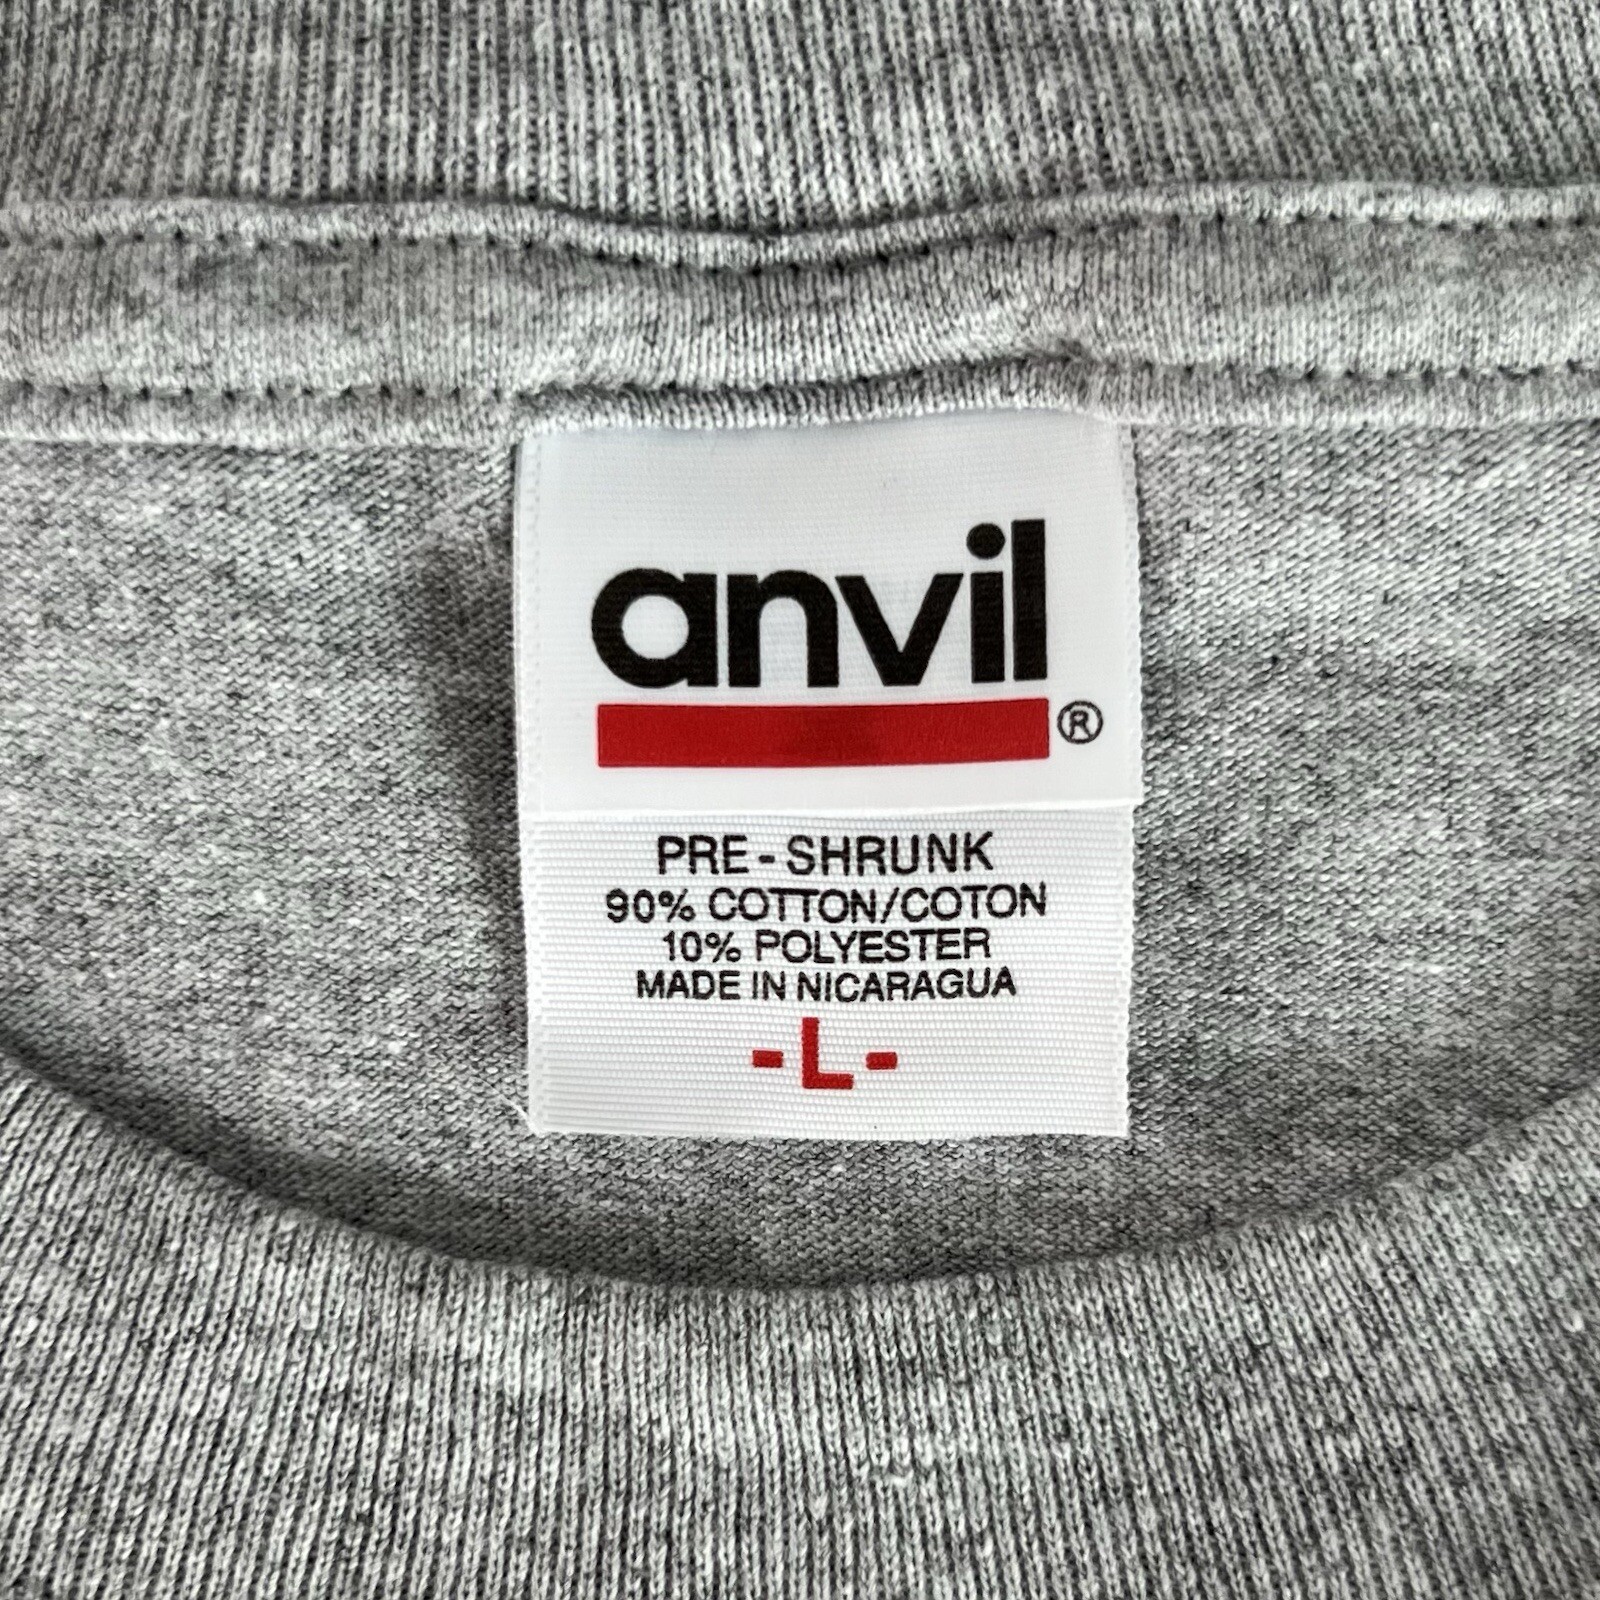 anvil
®
PRE-SHRUNK
90% COTTON/COTON
10% POLYESTER
MADE IN NICARAGUA
-L-